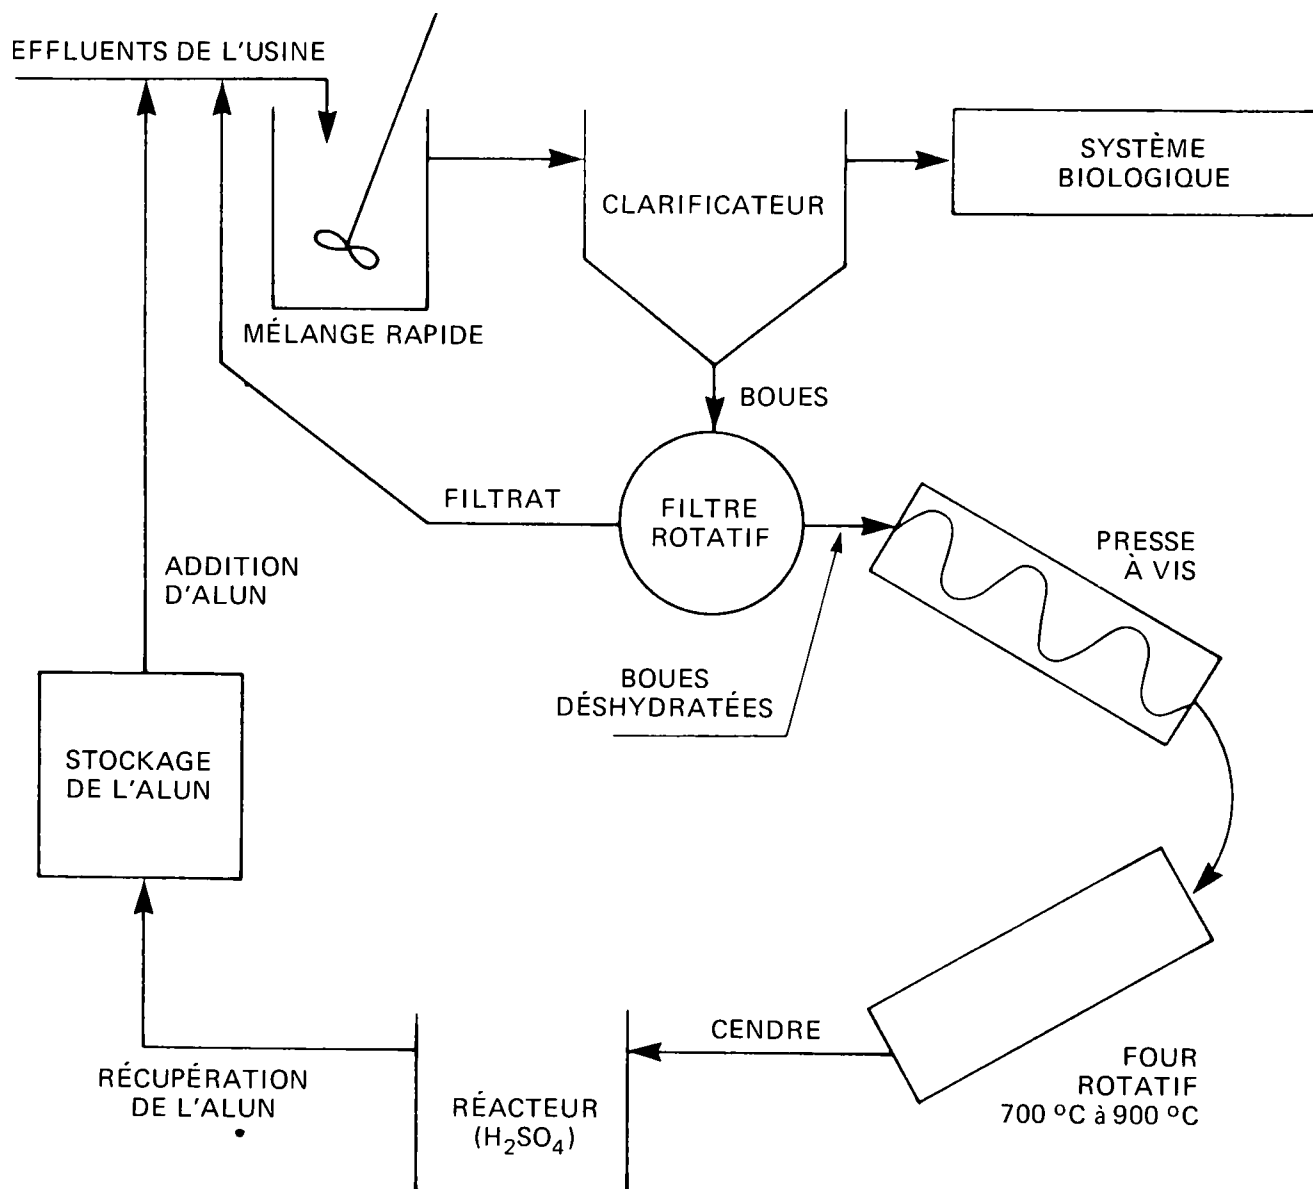 EFFLUENTS DE L'USINE
SYSTÈME
BIOLOGIQUE
CLARIFICATEUR
MÉLANGE RAPIDE
BOUES
FILTRAT
FILTRE
ROTATIF
PRESSE
À VIS
ADDITION
D'ALUN
BOUES
DÉSHYDRATÉES
STOCKAGE
DE L'ALUN
CENDRE
FOUR
ROTATIF
700 °C à 900 °C
RÉCUPÉRATION
DE L'ALUN
RÉACTEUR
(H₂SO₄)